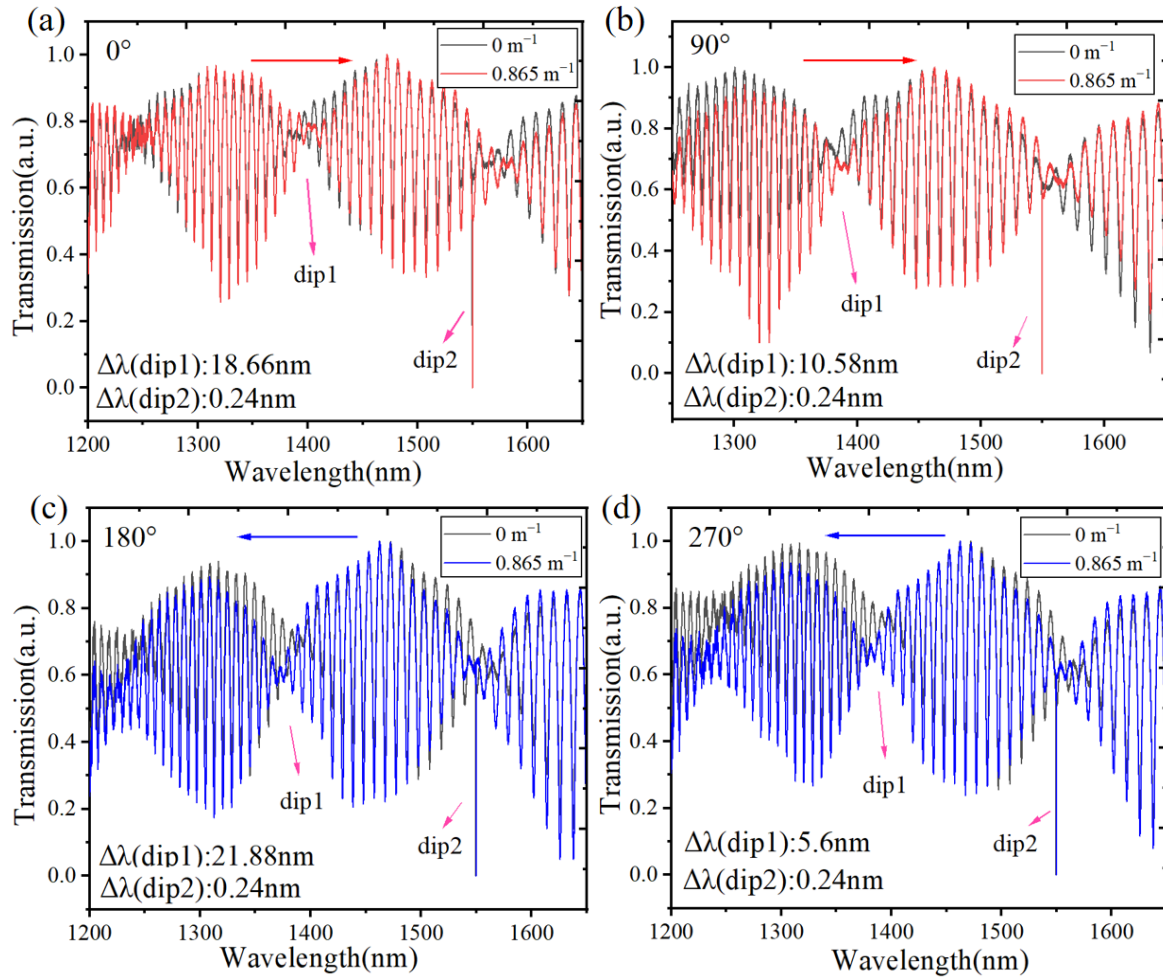 (a)
0°
0 m⁻¹
0.865 m⁻¹
Transmission(a.u.)
1.0
0.8
0.6
0.4
0.2
0.0
dip1
dip2
Δλ(dip1):18.66nm
Δλ(dip2):0.24nm
1200 1300 1400 1500 1600
Wavelength(nm)
(b)
90°
0 m⁻¹
0.865 m⁻¹
Transmission(a.u.)
1.0
0.8
0.6
0.4
0.2
0.0
dip1
dip2
Δλ(dip1):10.58nm
Δλ(dip2):0.24nm
1300 1400 1500 1600
Wavelength(nm)
(c)
180°
0 m⁻¹
0.865 m⁻¹
Transmission(a.u.)
1.0
0.8
0.6
0.4
0.2
0.0
dip1
dip2
Δλ(dip1):21.88nm
Δλ(dip2):0.24nm
1200 1300 1400 1500 1600
Wavelength(nm)
(d)
270°
0 m⁻¹
0.865 m⁻¹
Transmission(a.u.)
1.0
0.8
0.6
0.4
0.2
0.0
dip1
dip2
Δλ(dip1):5.6nm
Δλ(dip2):0.24nm
1200 1300 1400 1500 1600
Wavelength(nm)